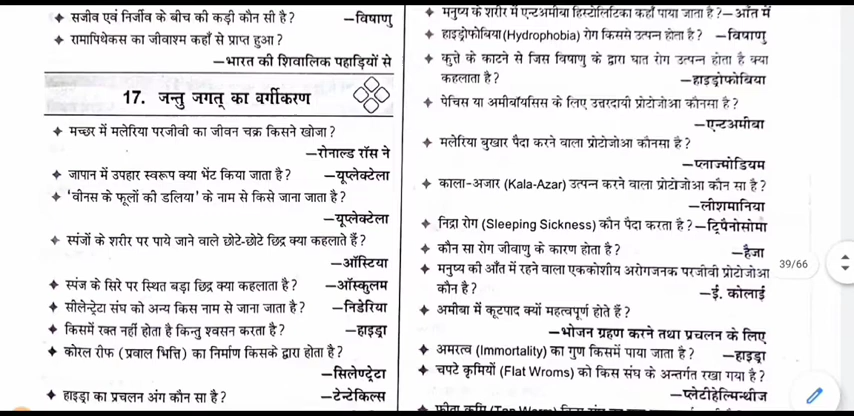 ✦ सजीव एवं निर्जीव के बीच की कड़ी कौन सी है? –विषाणु
✦ रामापिथेकस का जीवाश्म कहाँ से प्राप्त हुआ?
–भारत की शिवालिक पहाड़ियों से
17. जन्तु जगत् का वर्गीकरण
✦ मच्छर में मलेरिया परजीवी का जीवन चक्र किसने खोजा?
–रोनाल्ड रॉस ने
✦ जापान में उपहार स्वरूप क्या भेंट किया जाता है? –यूप्लेक्टेला
✦ 'वीनस के फूलों की डलिया' के नाम से किसे जाना जाता है?
–यूप्लेक्टेला
✦ स्पंजों के शरीर पर पाये जाने वाले छोटे-छोटे छिद्र क्या कहलाते हैं?
–ऑस्टिया
✦ स्पंज के सिरे पर स्थित बड़ा छिद्र क्या कहलाता है? –ऑस्कुलम
✦ सीलेन्ट्रेटा संघ को अन्य किस नाम से जाना जाता है? –निडेरिया
✦ किसमें रक्त नहीं होता है किन्तु श्वसन करता है? –हाइड्रा
✦ कोरल रीफ (प्रवाल भित्ति) का निर्माण किसके द्वारा होता है?
–सिलेण्ट्रेटा
✦ हाइड्रा का प्रचलन अंग कौन सा है? –टेन्टेकिल्स
✦ मनुष्य के शरीर में एन्टअमीबा हिस्टोलिटिका कहाँ पाया जाता है?–आँत में
✦ हाइड्रोफोबिया (Hydrophobia) रोग किससे उत्पन्न होता है? –विषाणु
✦ कुत्ते के काटने से जिस विषाणु के द्वारा घात रोग उत्पन्न होता है क्या
कहलाता है? –हाइड्रोफोबिया
✦ पेचिस या अमीबॉयसिस के लिए उत्तरदायी प्रोटोजोआ कौनसा है?
–एन्टअमीबा
✦ मलेरिया बुखार पैदा करने वाला प्रोटोजोआ कौनसा है?
–प्लाज्मोडियम
✦ काला-अजार (Kala-Azar) उत्पन्न करने वाला प्रोटोजोआ कौन सा है?
–लीशमानिया
✦ निद्रा रोग (Sleeping Sickness) कौन पैदा करता है?–ट्रिपैनोसोमा
✦ कौन सा रोग जीवाणु के कारण होता है? –हैजा
✦ मनुष्य की आँत में रहने वाला एककोशीय अरोगजनक परजीवी प्रोटोजोआ
कौन है? –ई. कोलाई
✦ अमीबा में कूटपाद क्यों महत्वपूर्ण होते हैं?
–भोजन ग्रहण करने तथा प्रचलन के लिए
✦ अमरत्व (Immortality) का गुण किसमें पाया जाता है? –हाइड्रा
✦ चपटे कृमियों (Flat Wroms) को किस संघ के अन्तर्गत रखा गया है?
–प्लेटीहेल्मिन्थीज
39/66